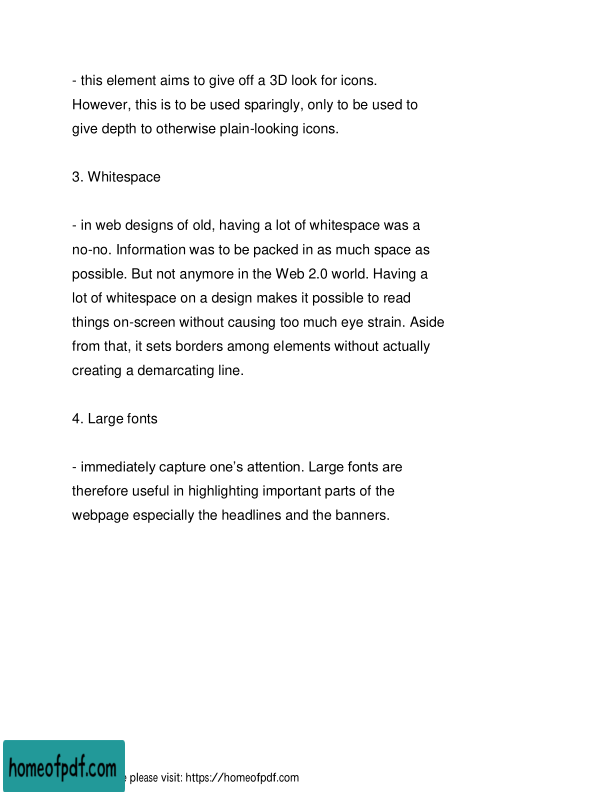 - this element aims to give off a 3D look for icons.
However, this is to be used sparingly, only to be used to
give depth to otherwise plain-looking icons.
3. Whitespace
- in web designs of old, having a lot of whitespace was a
no-no. Information was to be packed in as much space as
possible. But not anymore in the Web 2.0 world. Having a
lot of whitespace on a design makes it possible to read
things on-screen without causing too much eye strain. Aside
from that, it sets borders among elements without actually
creating a demarcating line.
4. Large fonts
- immediately capture one’s attention. Large fonts are
therefore useful in highlighting important parts of the
webpage especially the headlines and the banners.
homeofpdf.com
please visit: https://homeofpdf.com